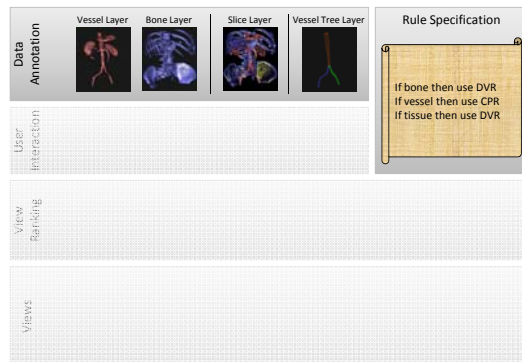 Data
Annotation
Vessel Layer
Bone Layer
Slice Layer
Vessel Tree Layer
Rule Specification
If bone then use DVR
If vessel then use CPR
If tissue then use DVR
User
Interaction
View
Ranking
Views